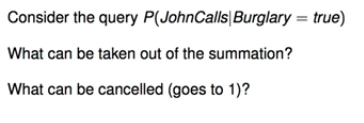 Consider the query P(JohnCalls|Burglary = true)
What can be taken out of the summation?
What can be cancelled (goes to 1)?